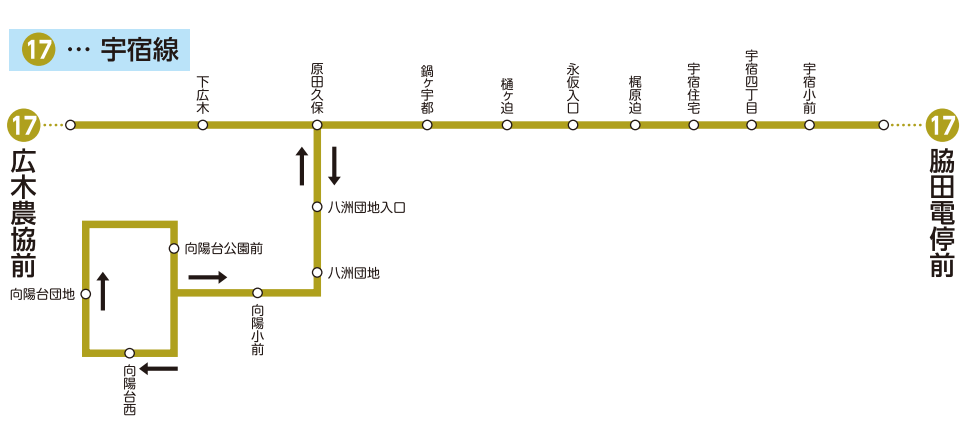 17 … 宇宿線
下広木
原田久保
鍋ヶ宇都
樋ヶ迫
永仮入口
梶原迫
宇宿住宅
宇宿四丁目
宇宿小前
17
広木農協前
17
脇田電停前
八洲団地入口
八洲団地
向陽台公園前
向陽台団地
向陽小前
向陽台西